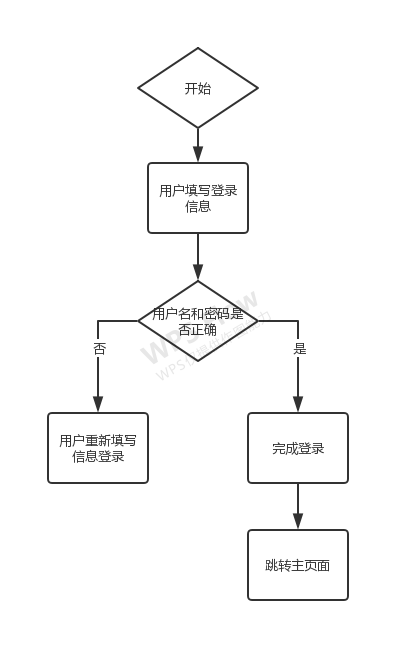 开始
用户填写登录
信息
用户名和密码是
否正确
否
是
用户重新填写
信息登录
完成登录
跳转主页面